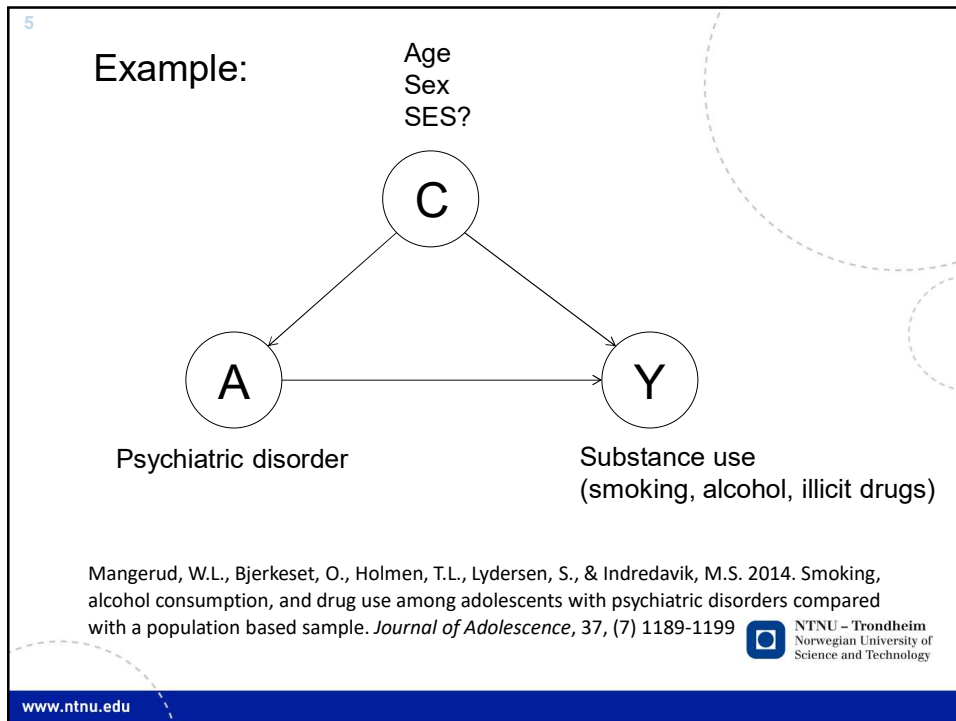 5
Example:
Age
Sex
SES?
C
A
Y
Psychiatric disorder
Substance use
(smoking, alcohol, illicit drugs)
Mangerud, W.L., Bjerkeset, O., Holmen, T.L., Lydersen, S., & Indredavik, M.S. 2014. Smoking,
alcohol consumption, and drug use among adolescents with psychiatric disorders compared
with a population based sample. Journal of Adolescence, 37, (7) 1189-1199
NTNU – Trondheim
Norwegian University of
Science and Technology
www.ntnu.edu